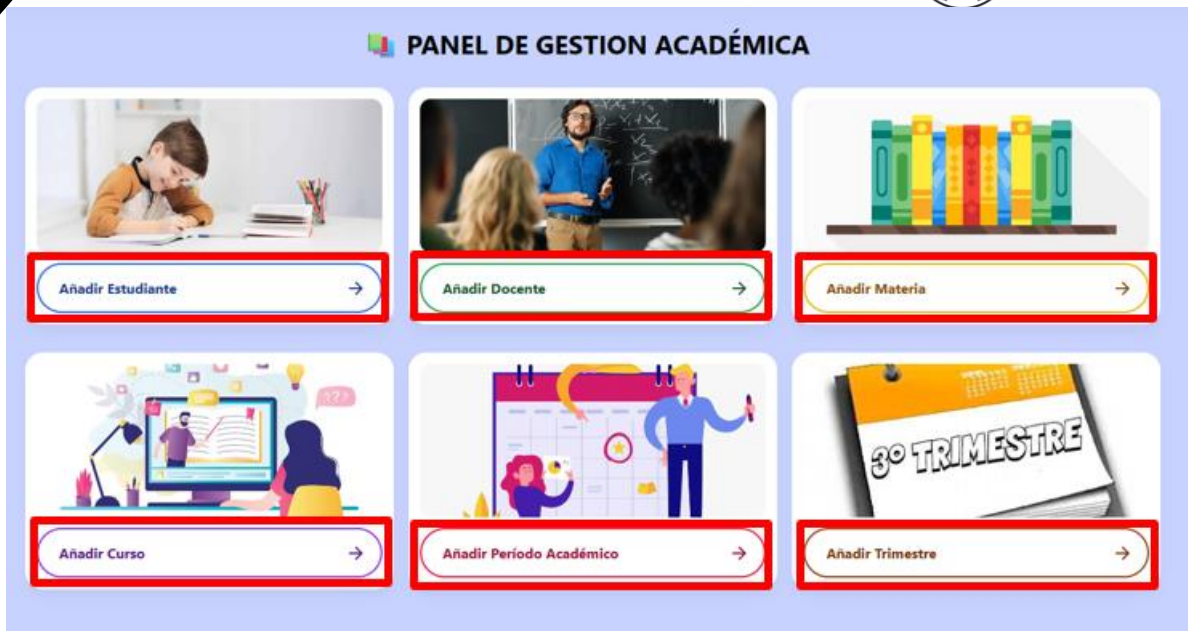 PANEL DE GESTION ACADÉMICA
Añadir Estudiante
Añadir Docente
Añadir Materia
???
3º TRIMESTRE
Añadir Curso
Añadir Período Académico
Añadir Trimestre